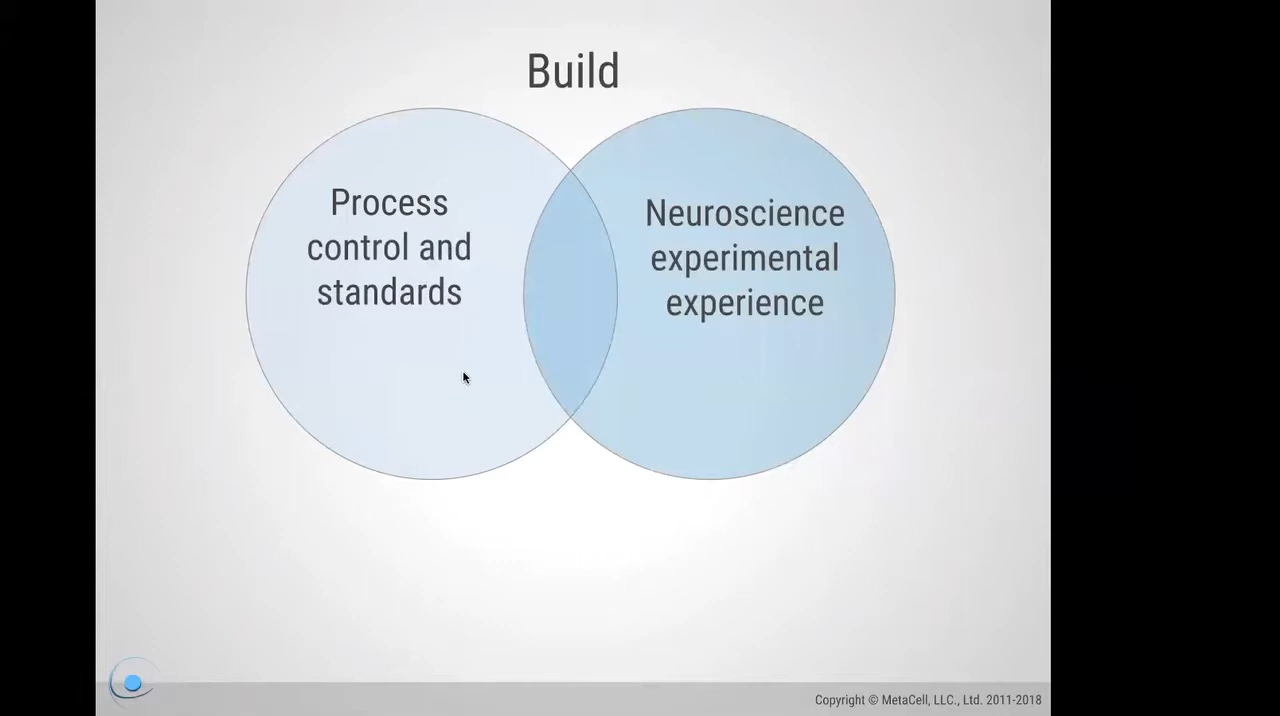 Build
Process
control and
standards
Neuroscience
experimental
experience
Copyright © MetaCell, LLC., Ltd. 2011-2018